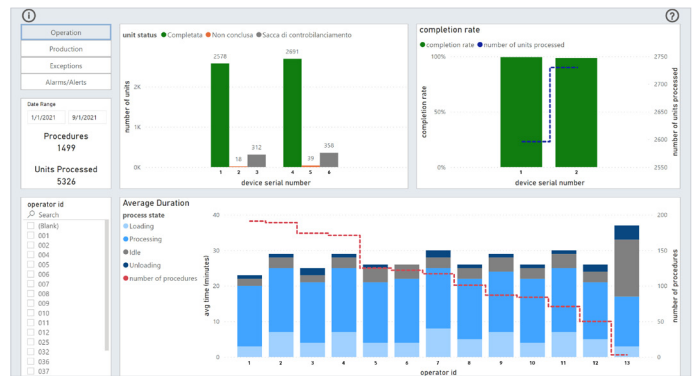 Operation
Production
Exceptions
Alarms/Alerts
Date Range
1/1/2021 9/1/2021
Procedures
1499
Units Processed
5326
operator id
Search
(Blank)
001
002
004
005
006
007
008
009
010
011
012
025
032
036
037
unit status Completata Non conclusa Sacca di controbilanciamento
number of units
2K
1K
0K
2578
18
312
2691
39
356
1 2 3 4 5 6
device serial number
completion rate
completion rate number of units processed
completion rate
100%
50%
0%
2750
2700
2650
2600
2550
number of units processed
1 2
device serial number
Average Duration
process state
Loading
Processing
Idle
Unloading
number of procedures
avg time (minutes)
40
30
20
10
0
200
150
100
50
0
number of procedures
1 2 3 4 5 6 7 8 9 10 11 12 13
operator id